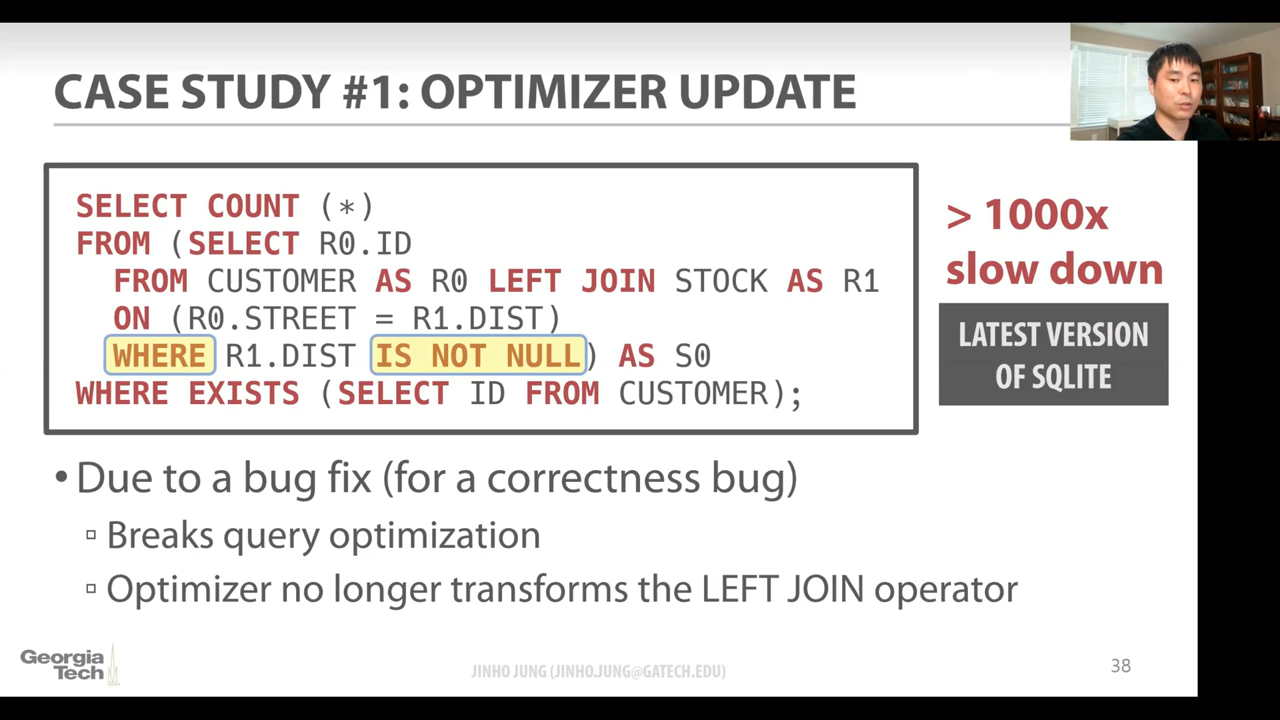 CASE STUDY #1: OPTIMIZER UPDATE
SELECT COUNT (*)
FROM (SELECT R0.ID
FROM CUSTOMER AS R0 LEFT JOIN STOCK AS R1
ON (R0.STREET = R1.DIST)
WHERE R1.DIST IS NOT NULL) AS S0
WHERE EXISTS (SELECT ID FROM CUSTOMER);
> 1000x
slow down
LATEST VERSION
OF SQLITE
• Due to a bug fix (for a correctness bug)
▫ Breaks query optimization
▫ Optimizer no longer transforms the LEFT JOIN operator
Georgia
Tech
JINHO JUNG (JINHO.JUNG@GATECH.EDU)
38